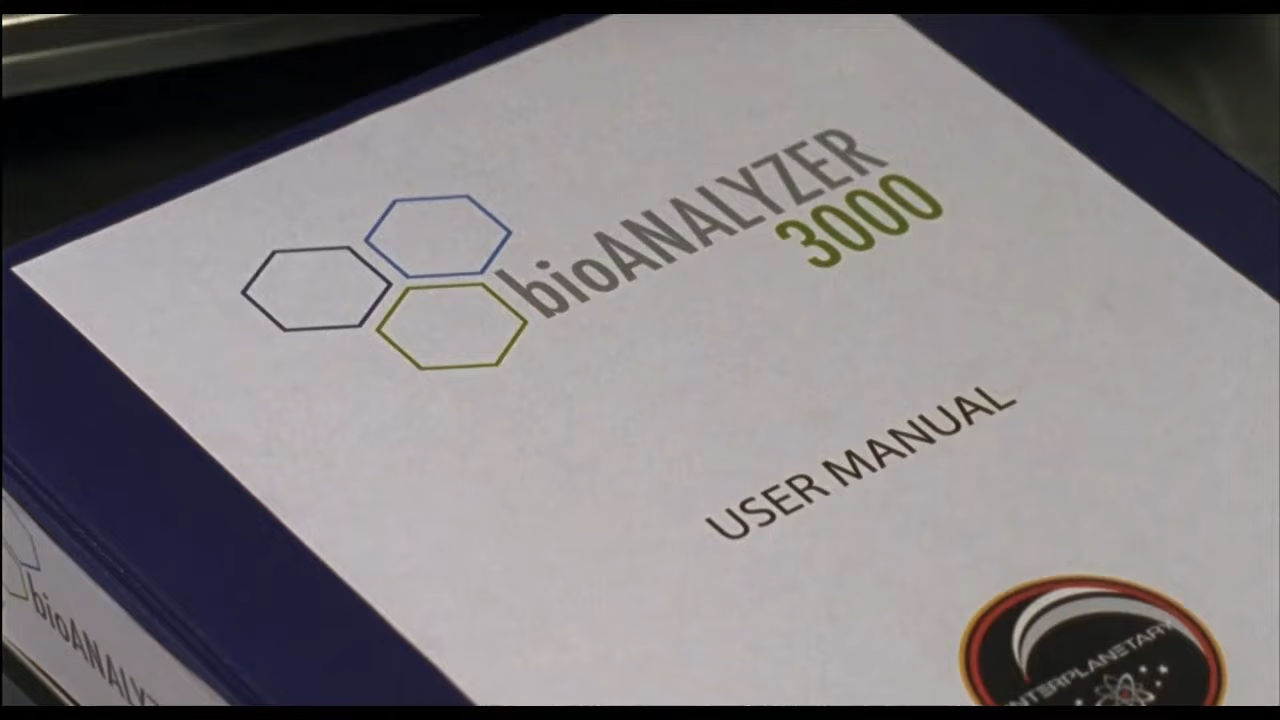 bioANALYZER
3000
USER MANUAL
INTERPLANETARY
bioANALYZ